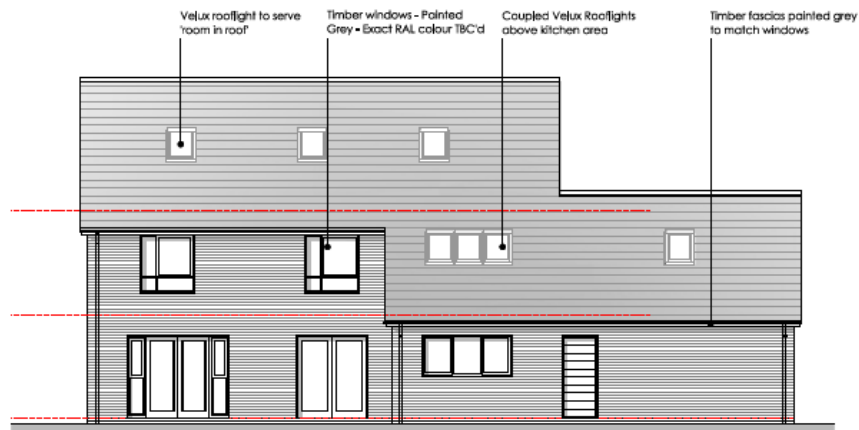 Velux rooflight to serve
'room in roof'
Timber windows - Painted
Grey - Exact RAL colour TBC'd
Coupled Velux Rooflights
above kitchen area
Timber fascias painted grey
to match windows